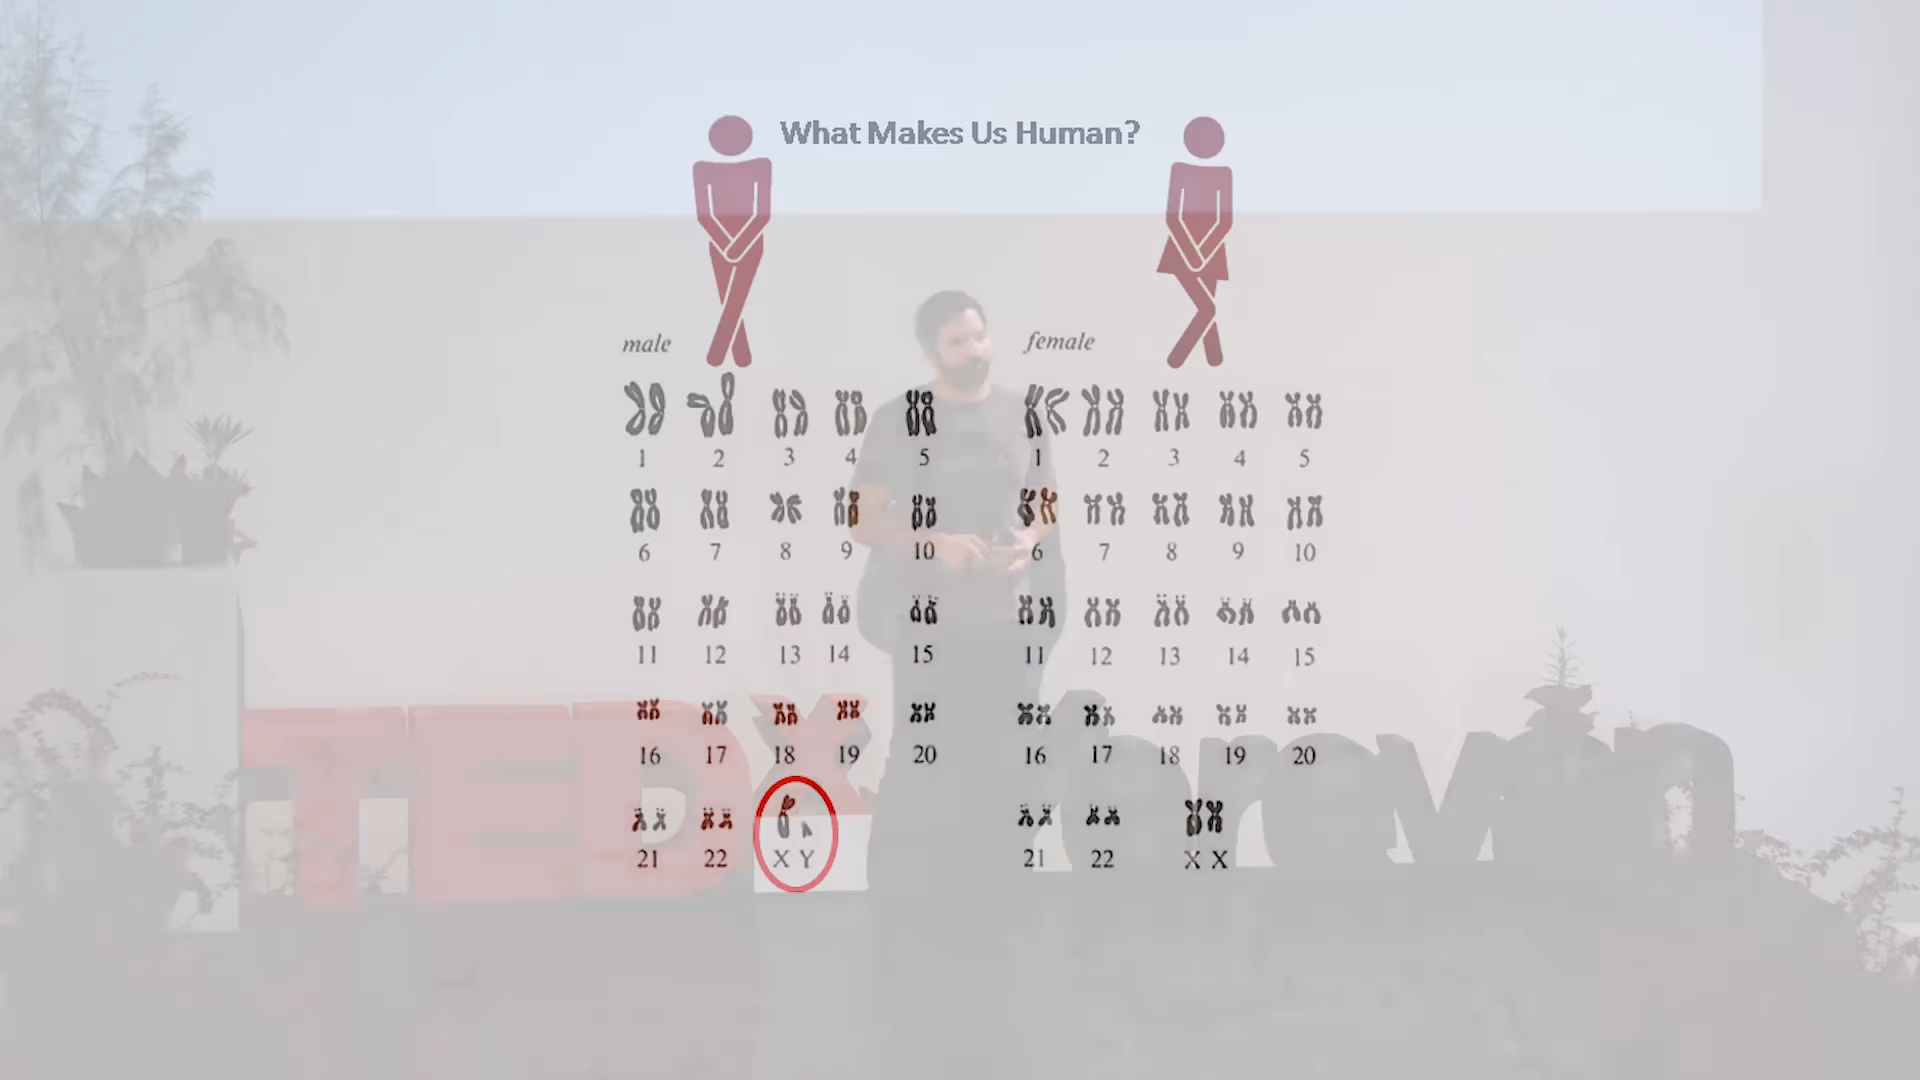 What Makes Us Human?
male
1 2 3 4 5
6 7 8 9 10
11 12 13 14 15
16 17 18 19 20
21 22 X Y
female
1 2 3 4 5
6 7 8 9 10
11 12 13 14 15
16 17 18 19 20
21 22 X X
TEDx